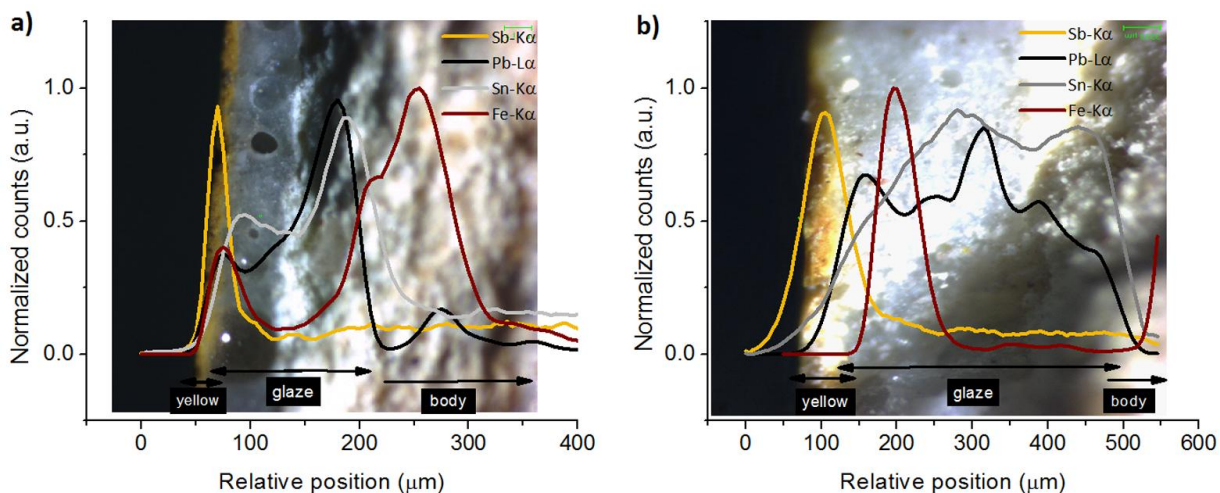 a)
Sb-Kα
Pb-Lα
Sn-Kα
Fe-Kα
1.0
0.5
0.0
Normalized counts (a.u.)
yellow
glaze
body
0
100
200
300
400
Relative position (μm)
b)
Sb-Kα
Pb-Lα
Sn-Kα
Fe-Kα
1.0
0.5
0.0
Normalized counts (a.u.)
yellow
glaze
body
0
100
200
300
400
500
600
Relative position (μm)